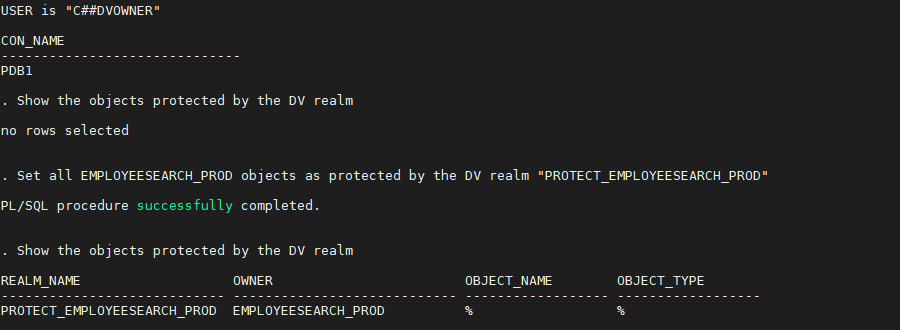 USER is "C##DVOWNER"
CON_NAME
------------------------------
PDB1
. Show the objects protected by the DV realm
no rows selected
. Set all EMPLOYEESEARCH_PROD objects as protected by the DV realm "PROTECT_EMPLOYEESEARCH_PROD"
PL/SQL procedure successfully completed.
. Show the objects protected by the DV realm
REALM_NAME                   OWNER                        OBJECT_NAME        OBJECT_TYPE
---------------------------- ---------------------------- ------------------ ------------------
PROTECT_EMPLOYEESEARCH_PROD  EMPLOYEESEARCH_PROD          %                  %